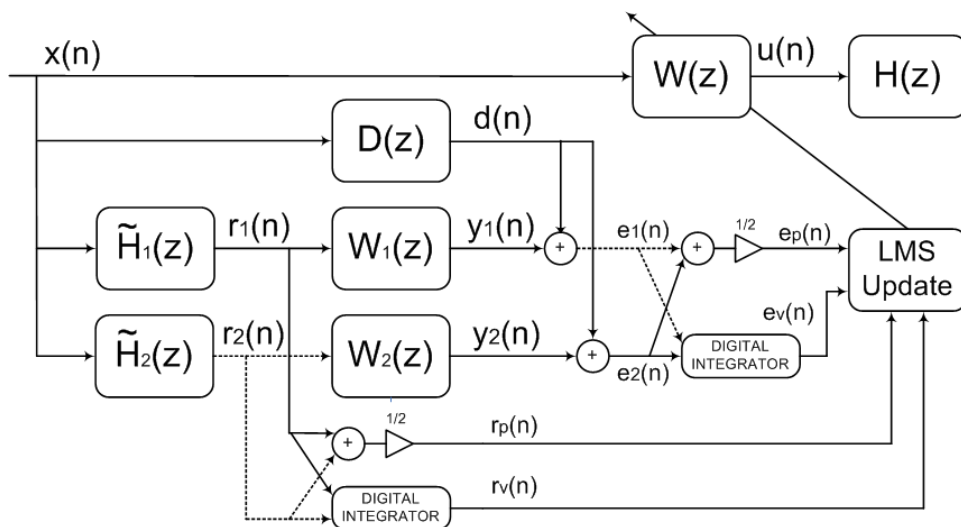 x(n)
W(z)
u(n)
H(z)
D(z)
d(n)
H̃1(z)
r1(n)
W1(z)
y1(n)
+
e1(n)
+
1/2
ep(n)
LMS
Update
H̃2(z)
r2(n)
W2(z)
y2(n)
+
e2(n)
DIGITAL
INTEGRATOR
ev(n)
+
1/2
rp(n)
DIGITAL
INTEGRATOR
rv(n)